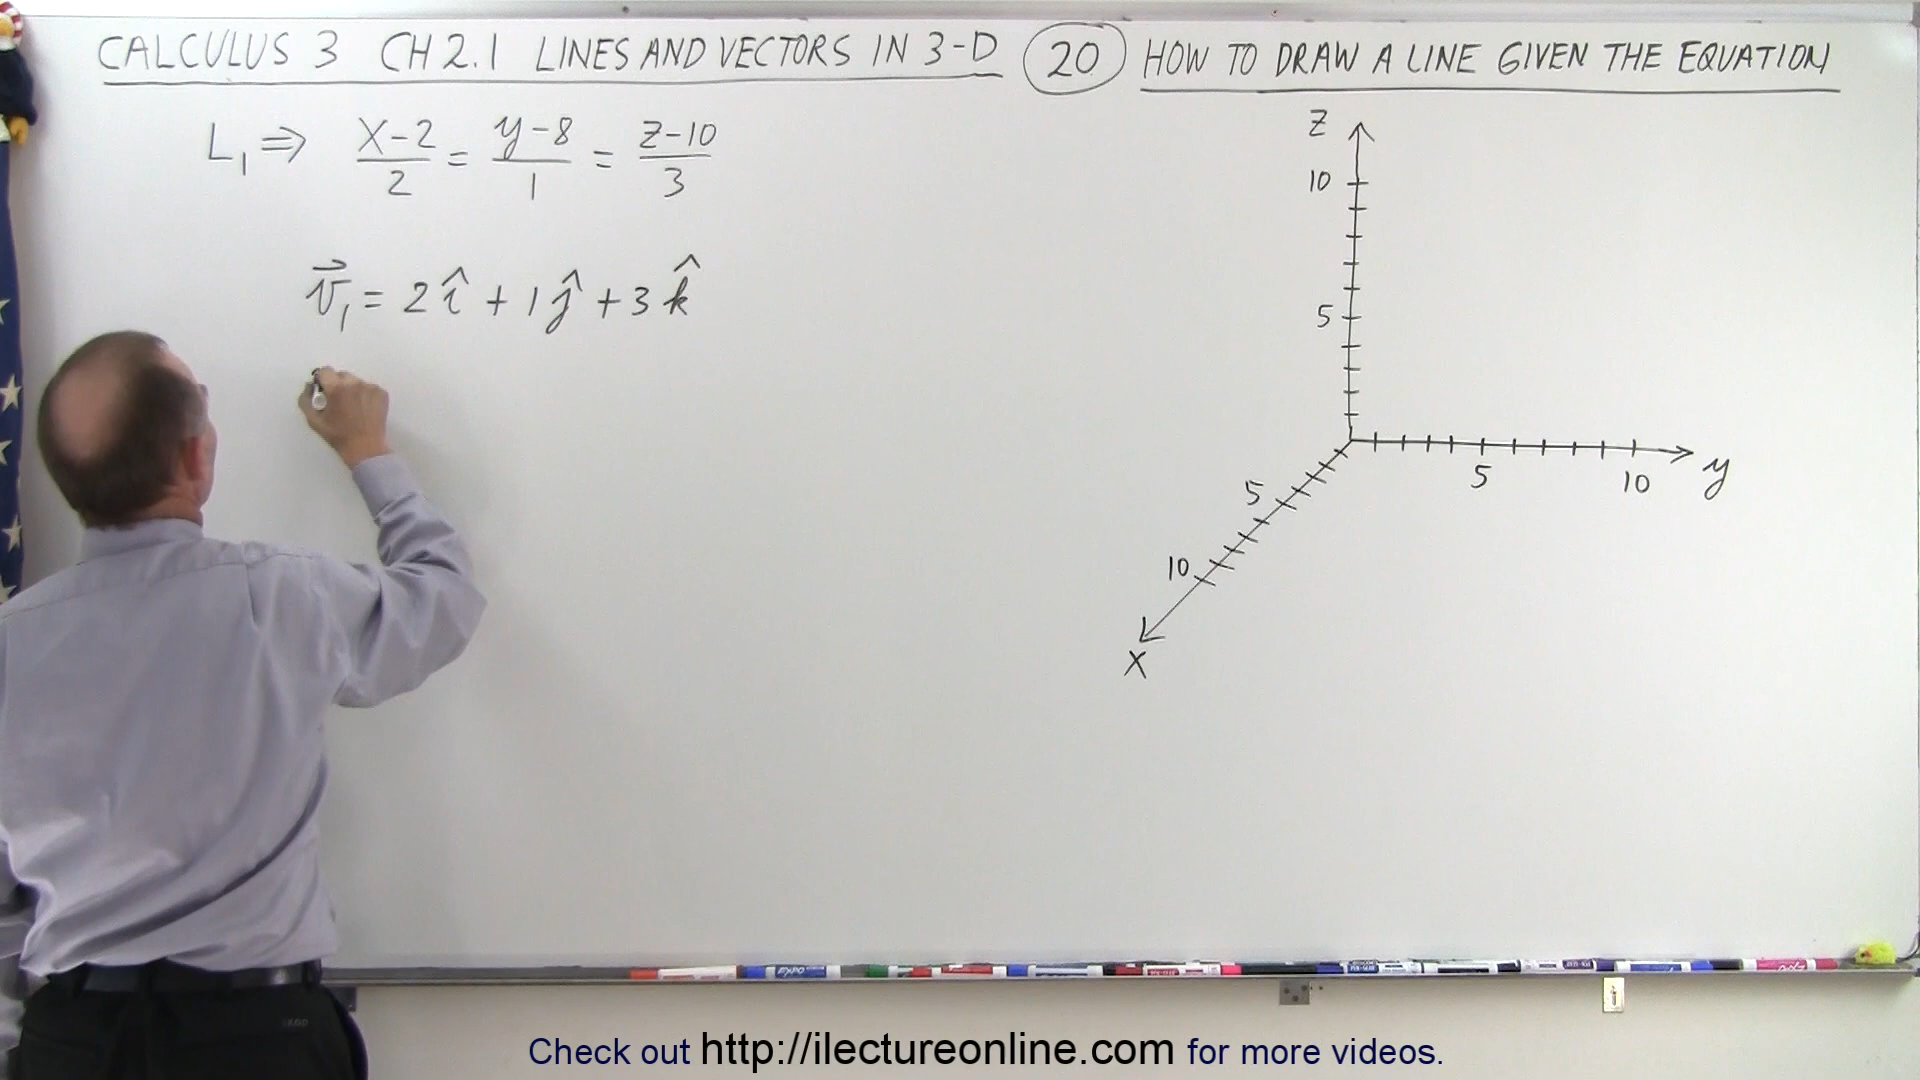 CALCULUS 3 CH 2.1 LINES AND VECTORS IN 3-D 20 HOW TO DRAW A LINE GIVEN THE EQUATION
L₁ ⇒ (x-2)/2 = (y-8)/1 = (z-10)/3
v⃗₁ = 2î + 1ĵ + 3k̂
z
10
5
5
10
y
5
10
x
EXPO
Check out http://ilectureonline.com for more videos.